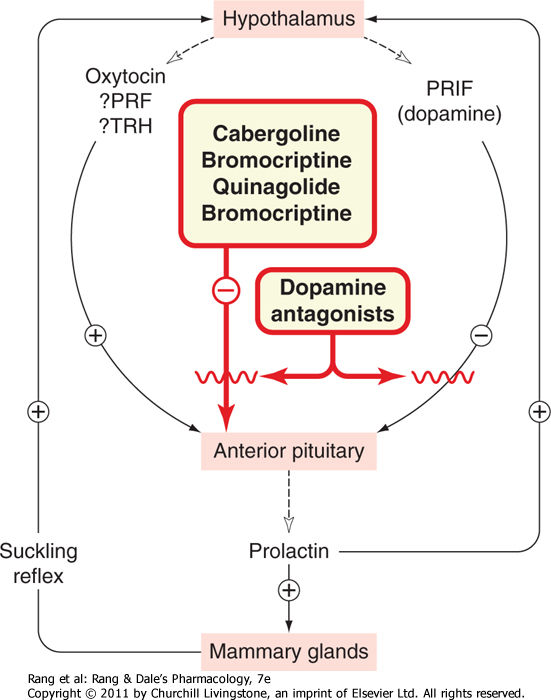 Hypothalamus
Oxytocin
?PRF
?TRH
PRIF
(dopamine)
Cabergoline
Bromocriptine
Quinagolide
Bromocriptine
−
Dopamine
antagonists
+
−
+
+
Anterior pituitary
Suckling
reflex
Prolactin
+
Mammary glands
Rang et al: Rang & Dale's Pharmacology, 7e
Copyright © 2011 by Churchill Livingstone, an imprint of Elsevier Ltd. All rights reserved.